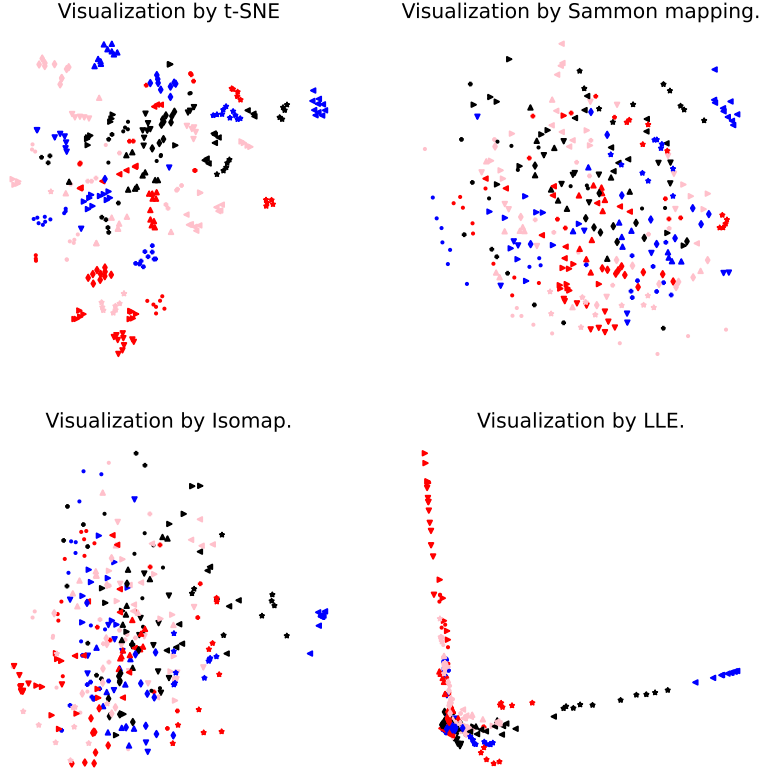 Visualization by t-SNE
Visualization by Sammon mapping.
Visualization by Isomap.
Visualization by LLE.